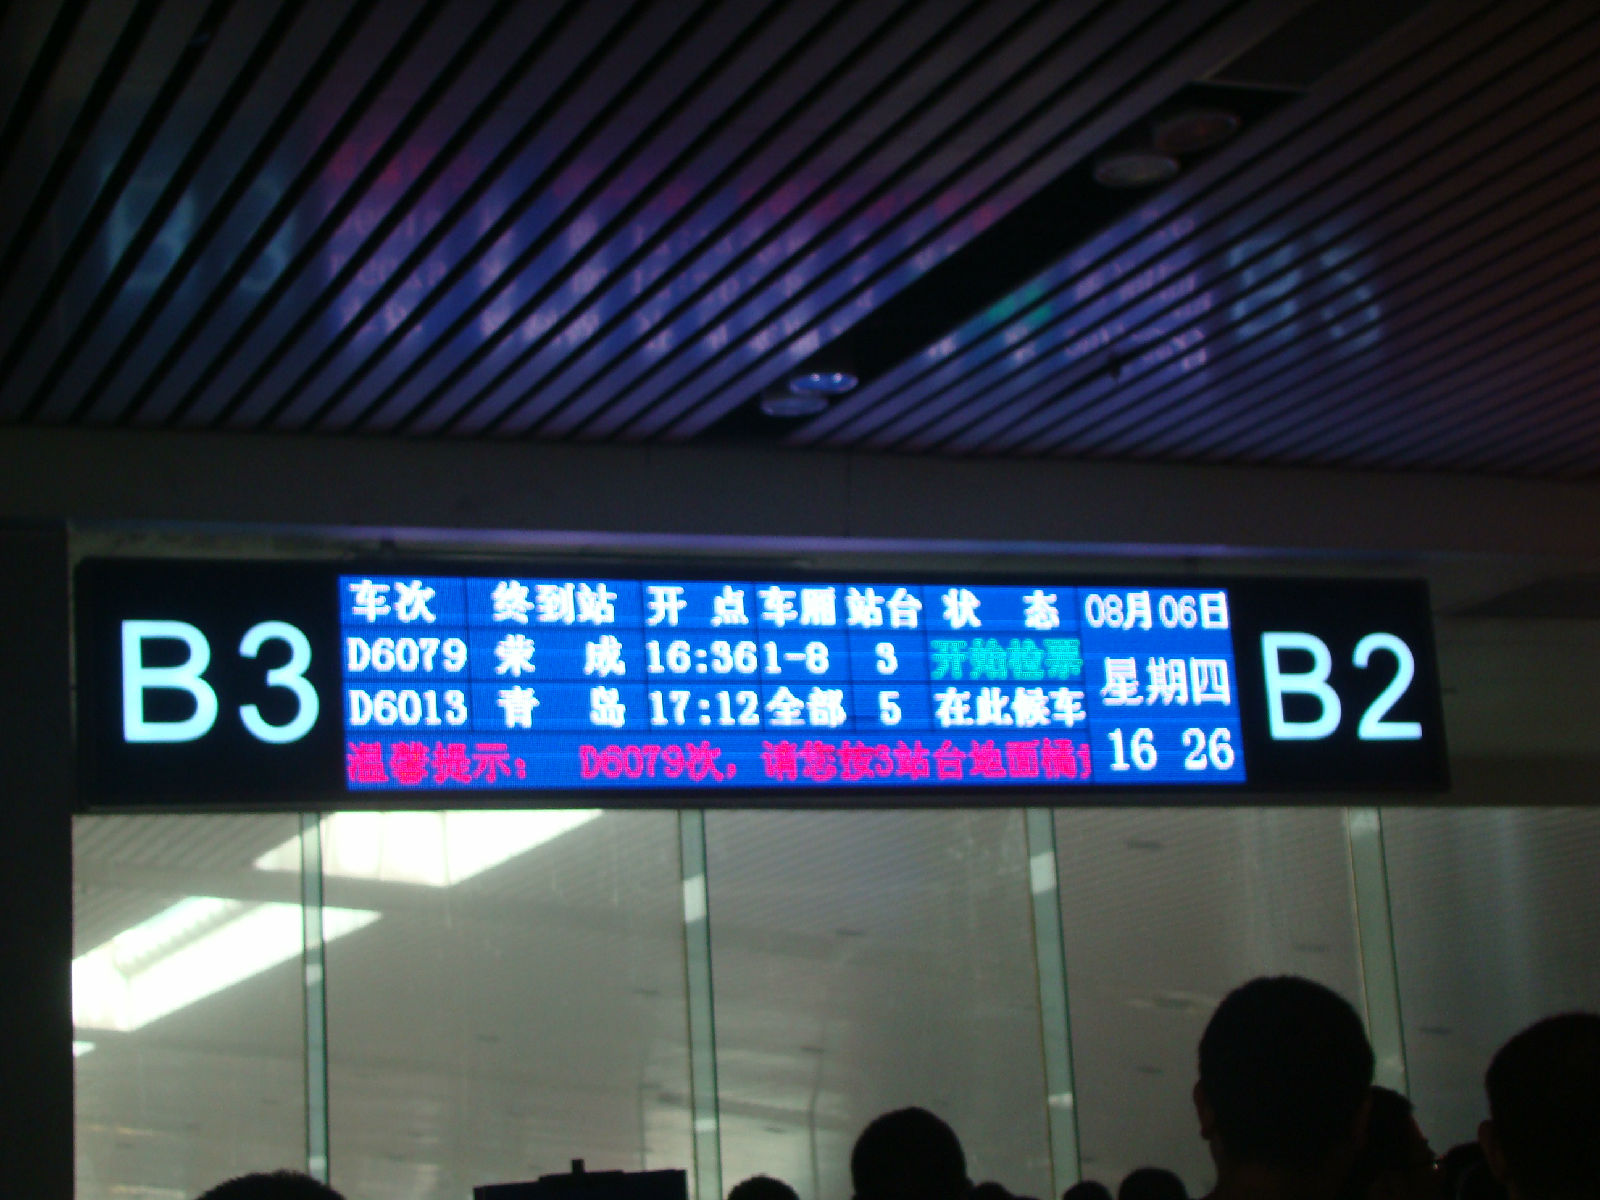 B3
车次 终到站 开 点 车厢 站台 状 态
D6079 荣 成 16:36 1-8 3 开始检票
D6013 青 岛 17:12 全部 5 在此候车
温馨提示： D6079次，请您按3站台地面橘
08月06日
星期四
16 26
B2